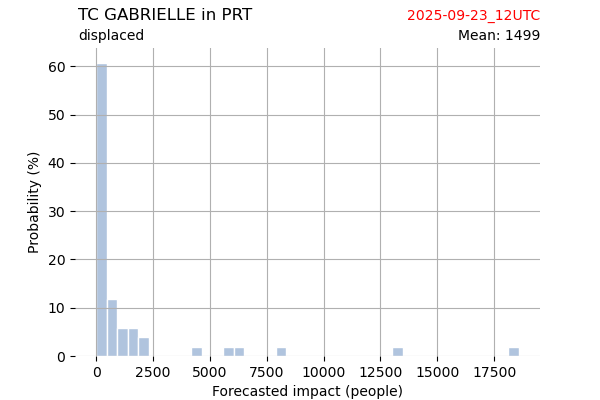 TC GABRIELLE in PRT
2025-09-23_12UTC
displaced
Mean: 1499
60
50
40
30
20
10
0
Probability (%)
0 2500 5000 7500 10000 12500 15000 17500
Forecasted impact (people)